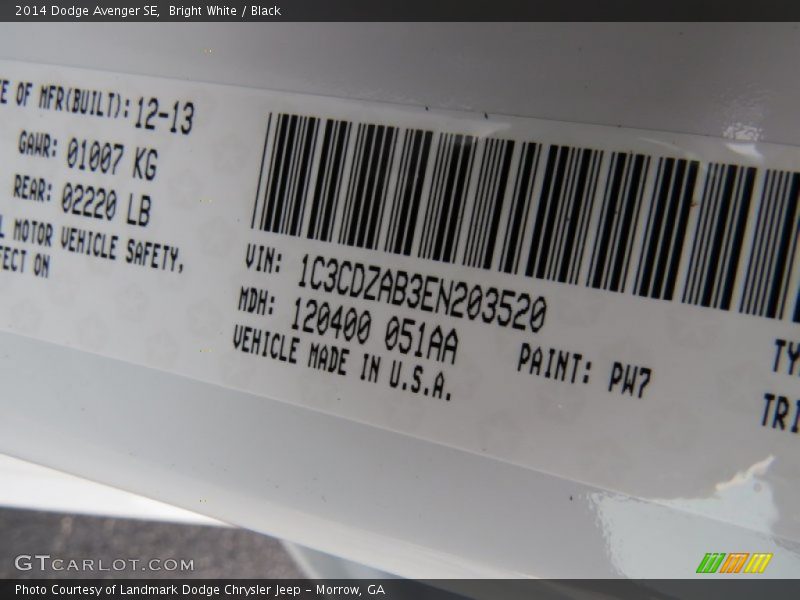 2014 Dodge Avenger SE,  Bright White / Black
E OF MFR(BUILT): 12-13
GAWR: 01007 KG
REAR: 02220 LB
L MOTOR VEHICLE SAFETY,
FECT ON
VIN: 1C3CDZAB3EN203520
MDH: 120400 051AA
VEHICLE MADE IN U.S.A.
PAINT: PW7
TY
TRI
GTCARLOT.COM
Photo Courtesy of Landmark Dodge Chrysler Jeep – Morrow, GA